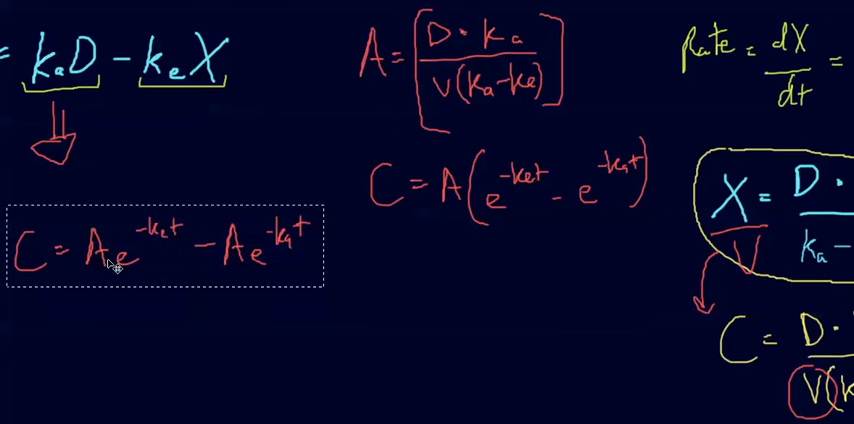 = kₐD − kₑX
A = [D · kₐ / V(kₐ − ke)]
Rate = dX/dt =
C = A(e^(−ket) − e^(−kat))
X/V = D · / kₐ −
C = Ae^(−ket) − Ae^(−kat)
C = D · / V(k